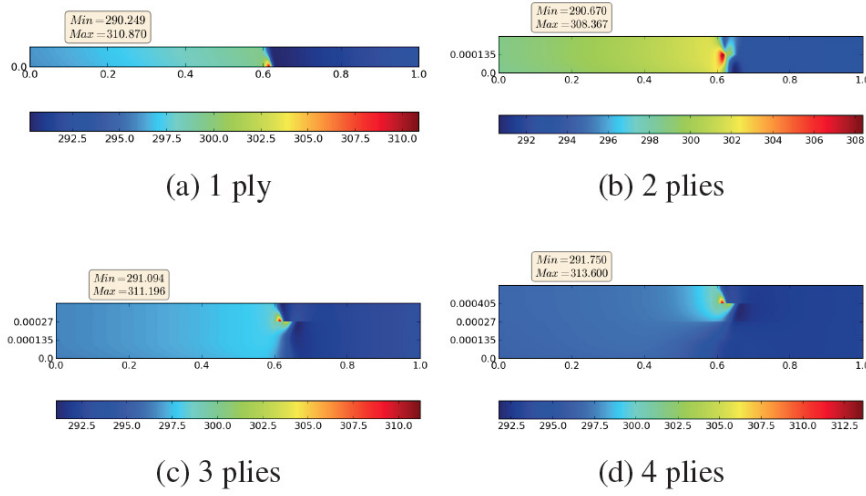 Min=290.249
Max=310.870
0.0
0.0 0.2 0.4 0.6 0.8 1.0
292.5 295.0 297.5 300.0 302.5 305.0 307.5 310.0
(a) 1 ply
Min=290.670
Max=308.367
0.000135
0.0
0.0 0.2 0.4 0.6 0.8 1.0
292 294 296 298 300 302 304 306 308
(b) 2 plies
Min=291.094
Max=311.196
0.00027
0.000135
0.0
0.0 0.2 0.4 0.6 0.8 1.0
292.5 295.0 297.5 300.0 302.5 305.0 307.5 310.0
(c) 3 plies
Min=291.750
Max=313.600
0.000405
0.00027
0.000135
0.0
0.0 0.2 0.4 0.6 0.8 1.0
292.5 295.0 297.5 300.0 302.5 305.0 307.5 310.0 312.5
(d) 4 plies